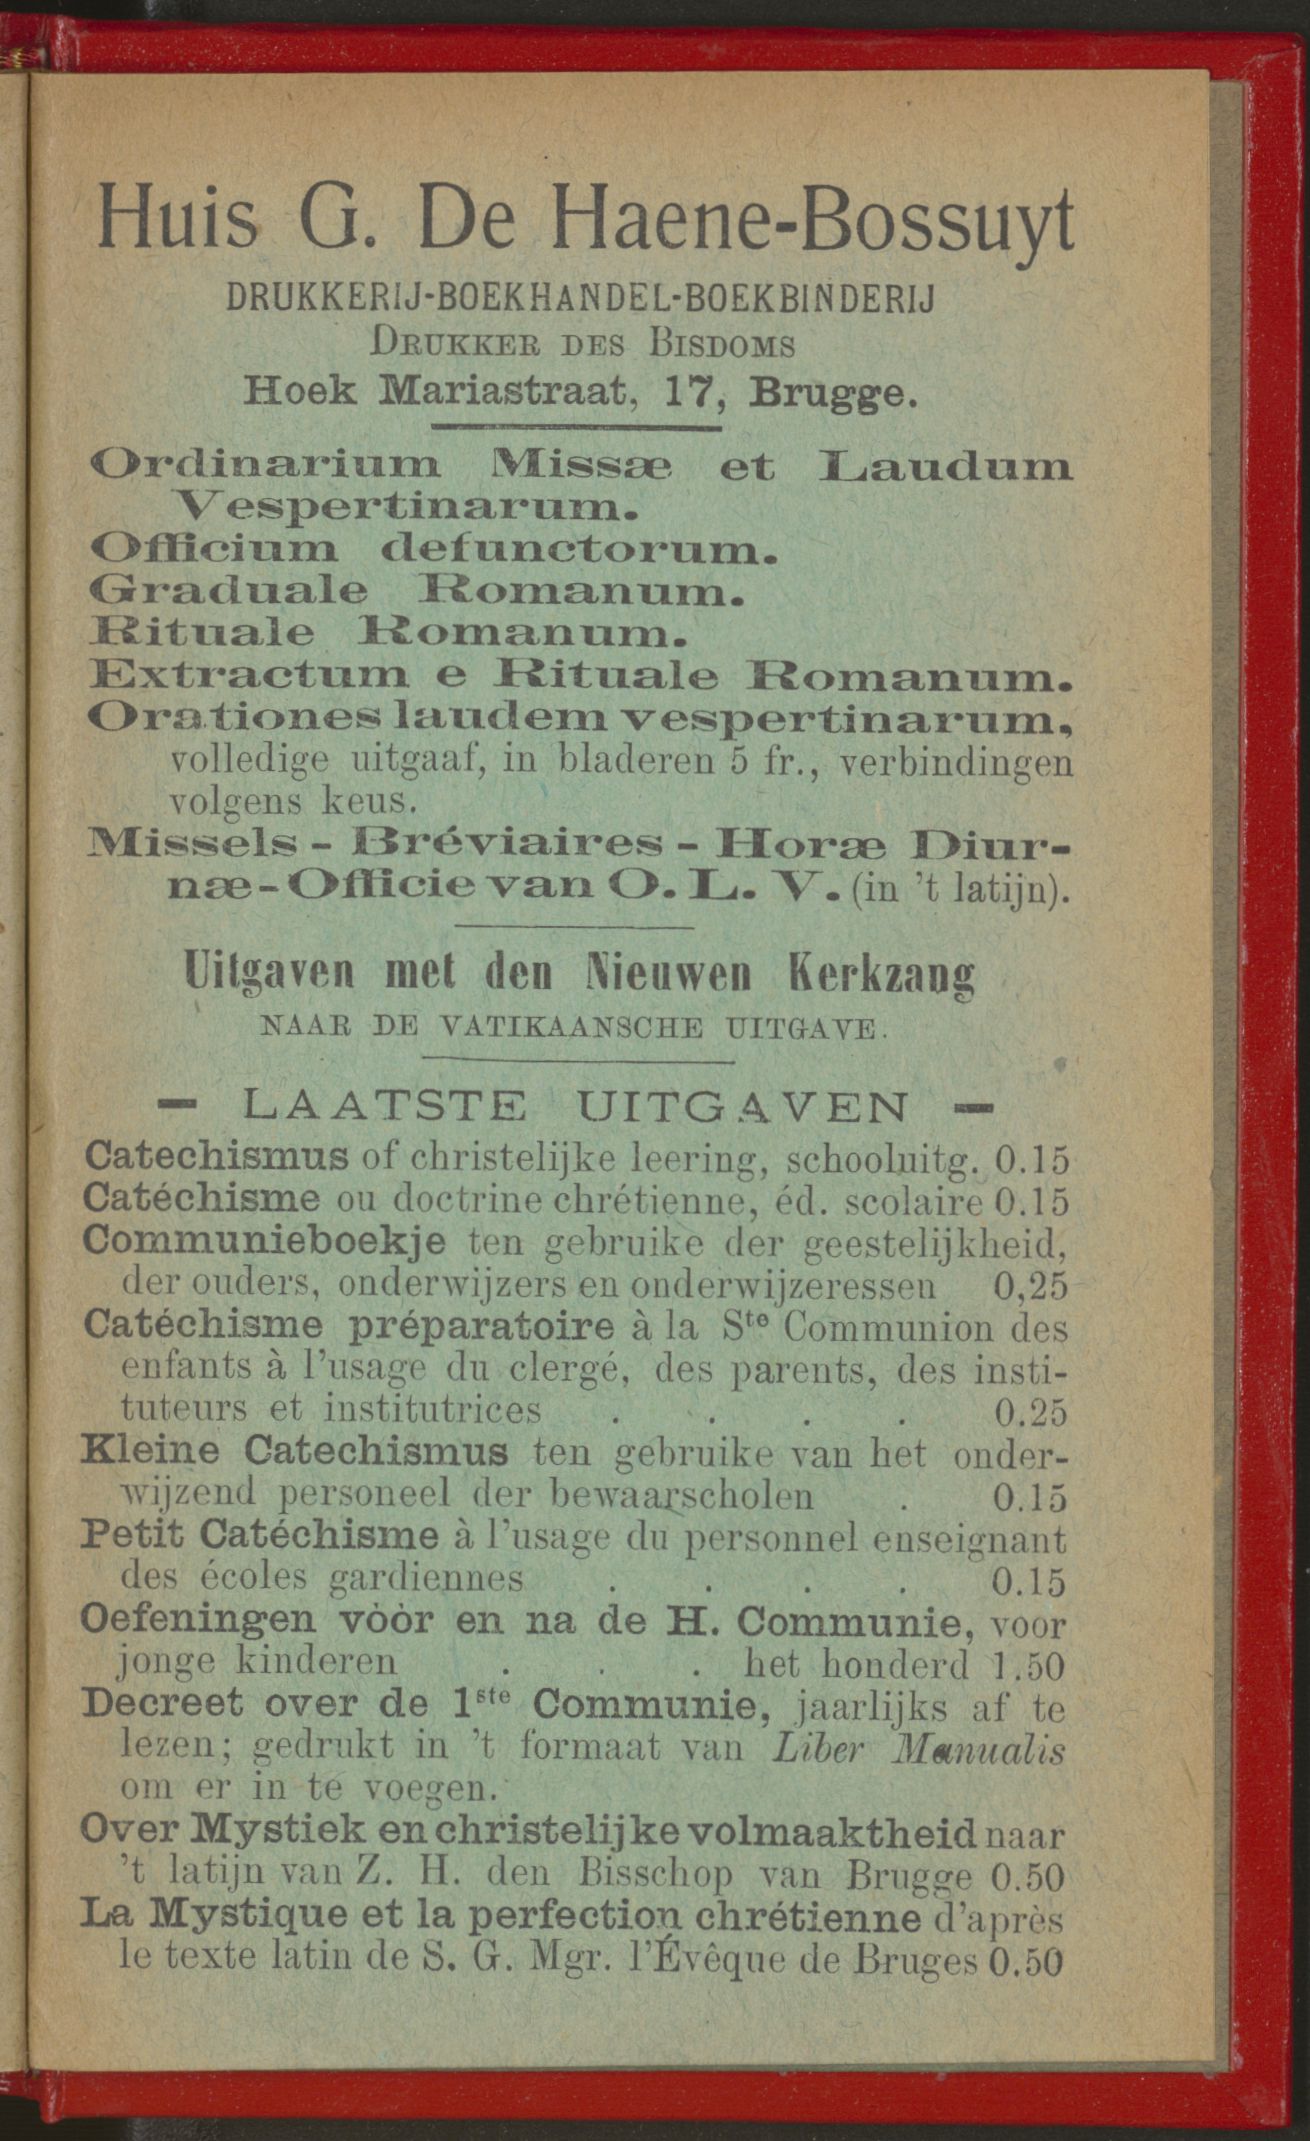 Huis G. De Haene-Bossuyt
DRUKKERIJ-BOEKHANDEL-BOEKBINDERIJ
DRUKKER DES BISDOMS
Hoek Mariastraat, 17, Brugge.
Ordinarium Missæ et Laudum
Vespertinarum.
Officium defunctorum.
Graduale Romanum.
Rituale Romanum.
Extractum e Rituale Romanum.
Orationes laudem vespertinarum,
volledige uitgaaf, in bladeren 5 fr., verbindingen
volgens keus.
Missels - Bréviaires - Horæ Diur-
næ - Officie van O. L. V. (in 't latijn).
Uitgaven met den Nieuwen Kerkzang
NAAR DE VATIKAANSCHE UITGAVE.
— LAATSTE UITGAVEN —
Catechismus of christelijke leering, schooluitg. 0.15
Catéchisme ou doctrine chrétienne, éd. scolaire 0.15
Communieboekje ten gebruike der geestelijkheid,
der ouders, onderwijzers en onderwijzeressen 0,25
Catéchisme préparatoire à la Ste Communion des
enfants à l'usage du clergé, des parents, des insti-
tuteurs et institutrices . . . . 0.25
Kleine Catechismus ten gebruike van het onder-
wijzend personeel der bewaarscholen . 0.15
Petit Catéchisme à l'usage du personnel enseignant
des écoles gardiennes . . . . 0.15
Oefeningen vòòr en na de H. Communie, voor
jonge kinderen . . . het honderd 1.50
Decreet over de 1ste Communie, jaarlijks af te
lezen; gedrukt in 't formaat van Liber Manualis
om er in te voegen.
Over Mystiek en christelijke volmaaktheid naar
't latijn van Z. H. den Bisschop van Brugge 0.50
La Mystique et la perfection chrétienne d'après
le texte latin de S. G. Mgr. l'Évêque de Bruges 0.50